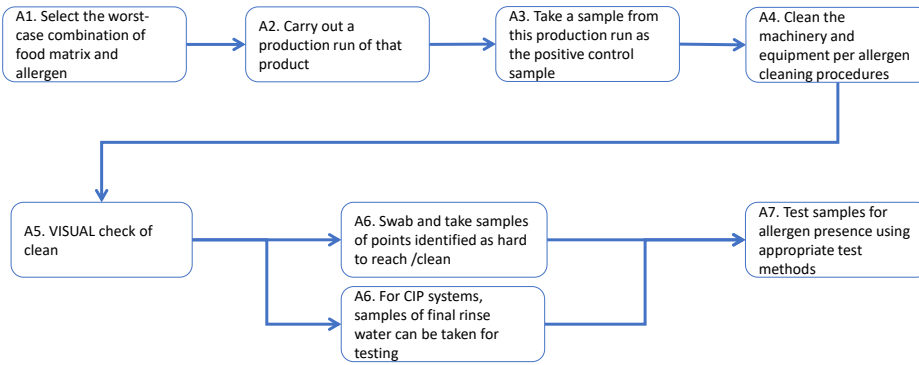 A1. Select the worst-
case combination of
food matrix and
allergen
A2. Carry out a
production run of that
product
A3. Take a sample from
this production run as
the positive control
sample
A4. Clean the
machinery and
equipment per allergen
cleaning procedures
A5. VISUAL check of
clean
A6. Swab and take samples
of points identified as hard
to reach /clean
A6. For CIP systems,
samples of final rinse
water can be taken for
testing
A7. Test samples for
allergen presence using
appropriate test
methods